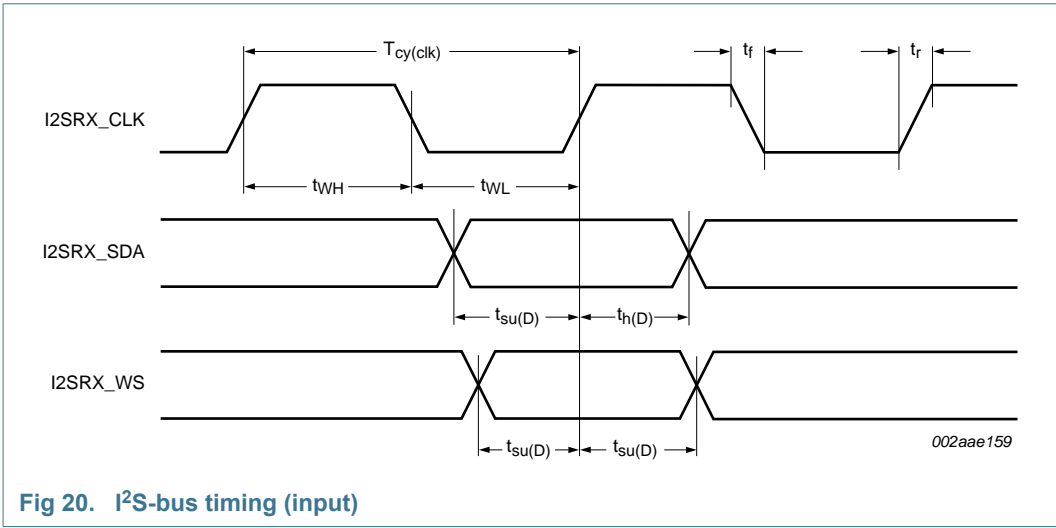 Tcy(clk)
tf
tr
I2SRX_CLK
tWH
tWL
I2SRX_SDA
tsu(D)
th(D)
I2SRX_WS
tsu(D)
tsu(D)
002aae159
Fig 20. I2S-bus timing (input)